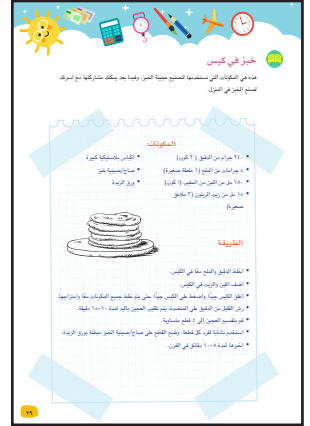 خبز في كيس
هذه هي المكونات التي نستخدمها لتصنيع عجينة الخبز، وفيما بعد يمكنك مشاركتها مع أسرتك
لصنع الخبز في المنزل.
المكونات:
• ٢٤٠ جرام من الدقيق (٢ كوب)
• ٥ جرامات من الملح (١ ملعقة صغيرة)
• ١٨٠ مل من اللبن من الحليب (١ كوب)
• ١٥ مل من زيت الزيتون (٣ ملاعق
صغيرة)
• أكياس بلاستيكية كبيرة
• صاج/صينية خبز
• ورق الزبدة
الطريقة
• اخلط الدقيق والملح معًا في الكيس.
• أضف اللبن والزيت في الكيس.
• أغلق الكيس جيدًا واضغط على الكيس جيدًا حتى يتم خلط جميع المكونات معًا وامتزاجها.
• رش القليل من الدقيق على المنضدة. يتم تقليب العجين باليد لمدة ١٠-١٥ دقيقة.
• قم بتقسيم العجين إلى ٤ قطع متساوية.
• استخدم نشابة لفرد كل قطعة. وضع القطع على صاج/صينية الخبز مبطنة بورق الزبدة.
• اخبزها لمدة ٨-١٠ دقائق في الفرن.
٢٩